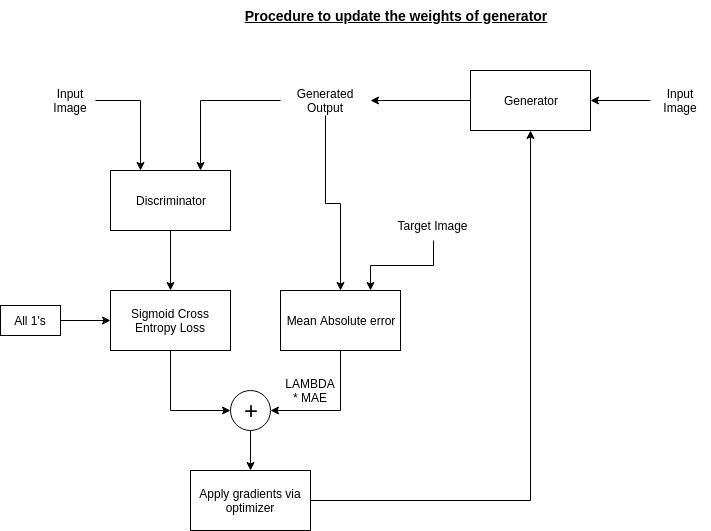 Procedure to update the weights of generator
Input
Image
Generated
Output
Generator
Input
Image
Discriminator
Target Image
All 1's
Sigmoid Cross
Entropy Loss
Mean Absolute error
LAMBDA
* MAE
+
Apply gradients via
optimizer